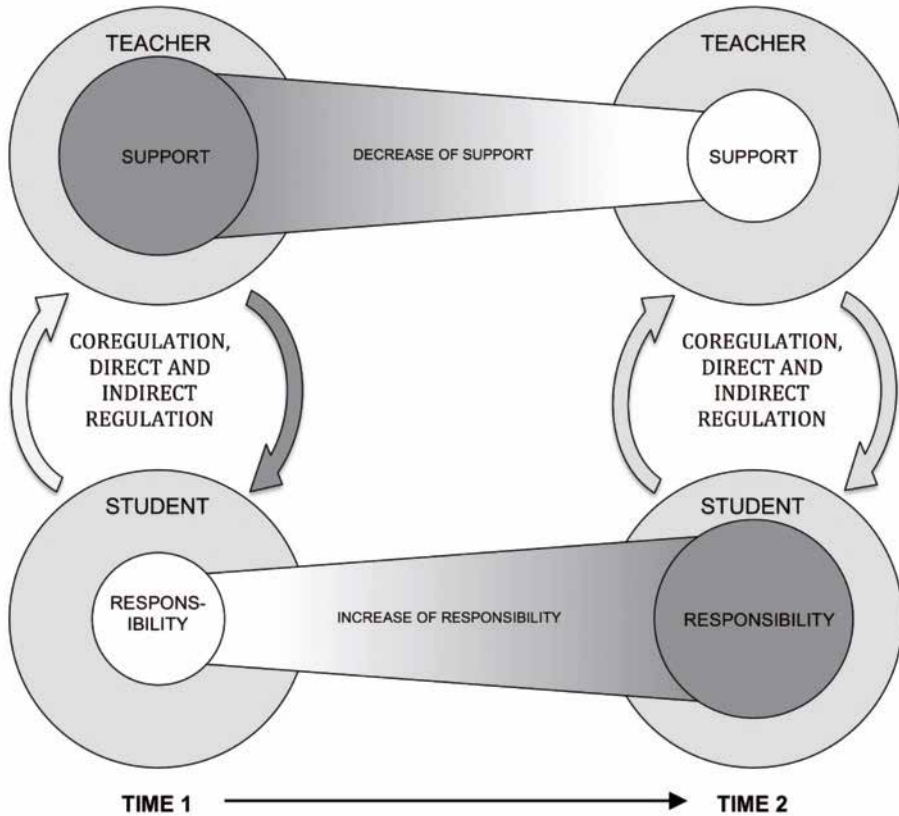 TEACHER
TEACHER
SUPPORT
DECREASE OF SUPPORT
SUPPORT
COREGULATION,
DIRECT AND
INDIRECT
REGULATION
COREGULATION,
DIRECT AND
INDIRECT
REGULATION
STUDENT
STUDENT
RESPONS-
IBILITY
INCREASE OF RESPONSIBILITY
RESPONSIBILITY
TIME 1
TIME 2